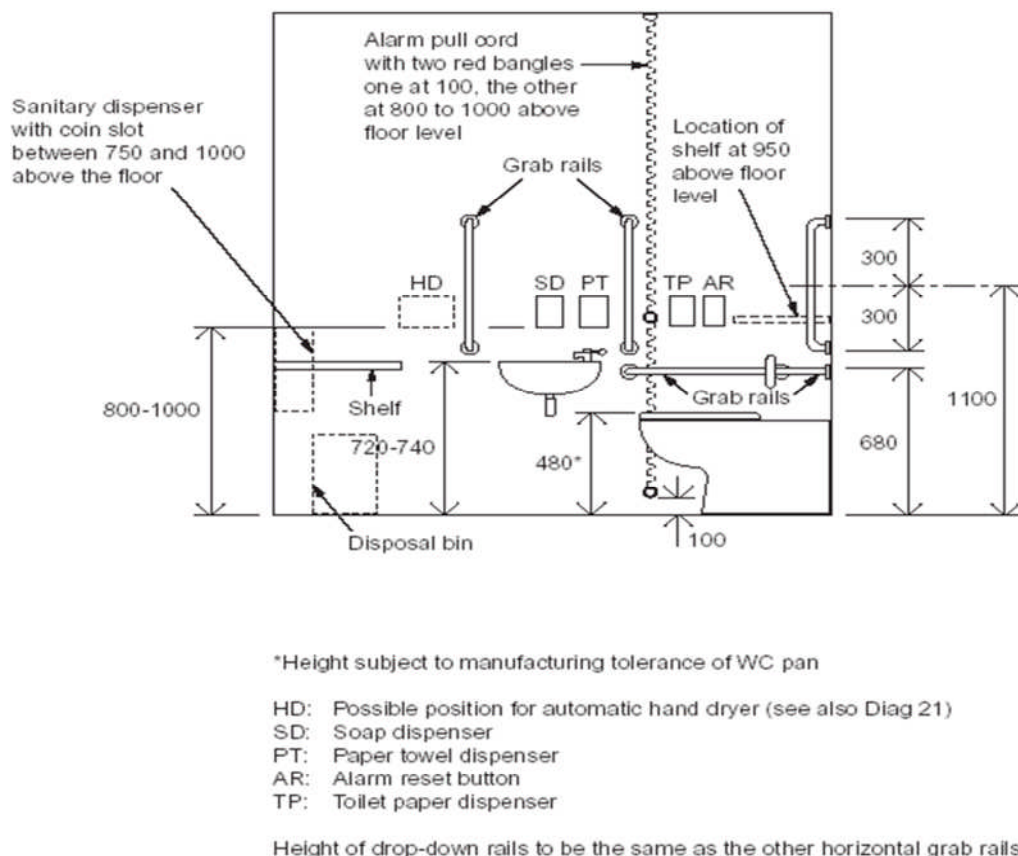 Alarm pull cord
with two red bangles
one at 100, the other
at 800 to 1000 above
floor level
Sanitary dispenser
with coin slot
between 750 and 1000
above the floor
Location of
shelf at 950
above floor
level
Grab rails
300
HD
SD
PT
TP
AR
300
800-1000
Shelf
Grab rails
1100
720-740
480*
680
Disposal bin
100
*Height subject to manufacturing tolerance of WC pan
HD: Possible position for automatic hand dryer (see also Diag 21)
SD: Soap dispenser
PT: Paper towel dispenser
AR: Alarm reset button
TP: Toilet paper dispenser
Height of drop-down rails to be the same as the other horizontal grab rails